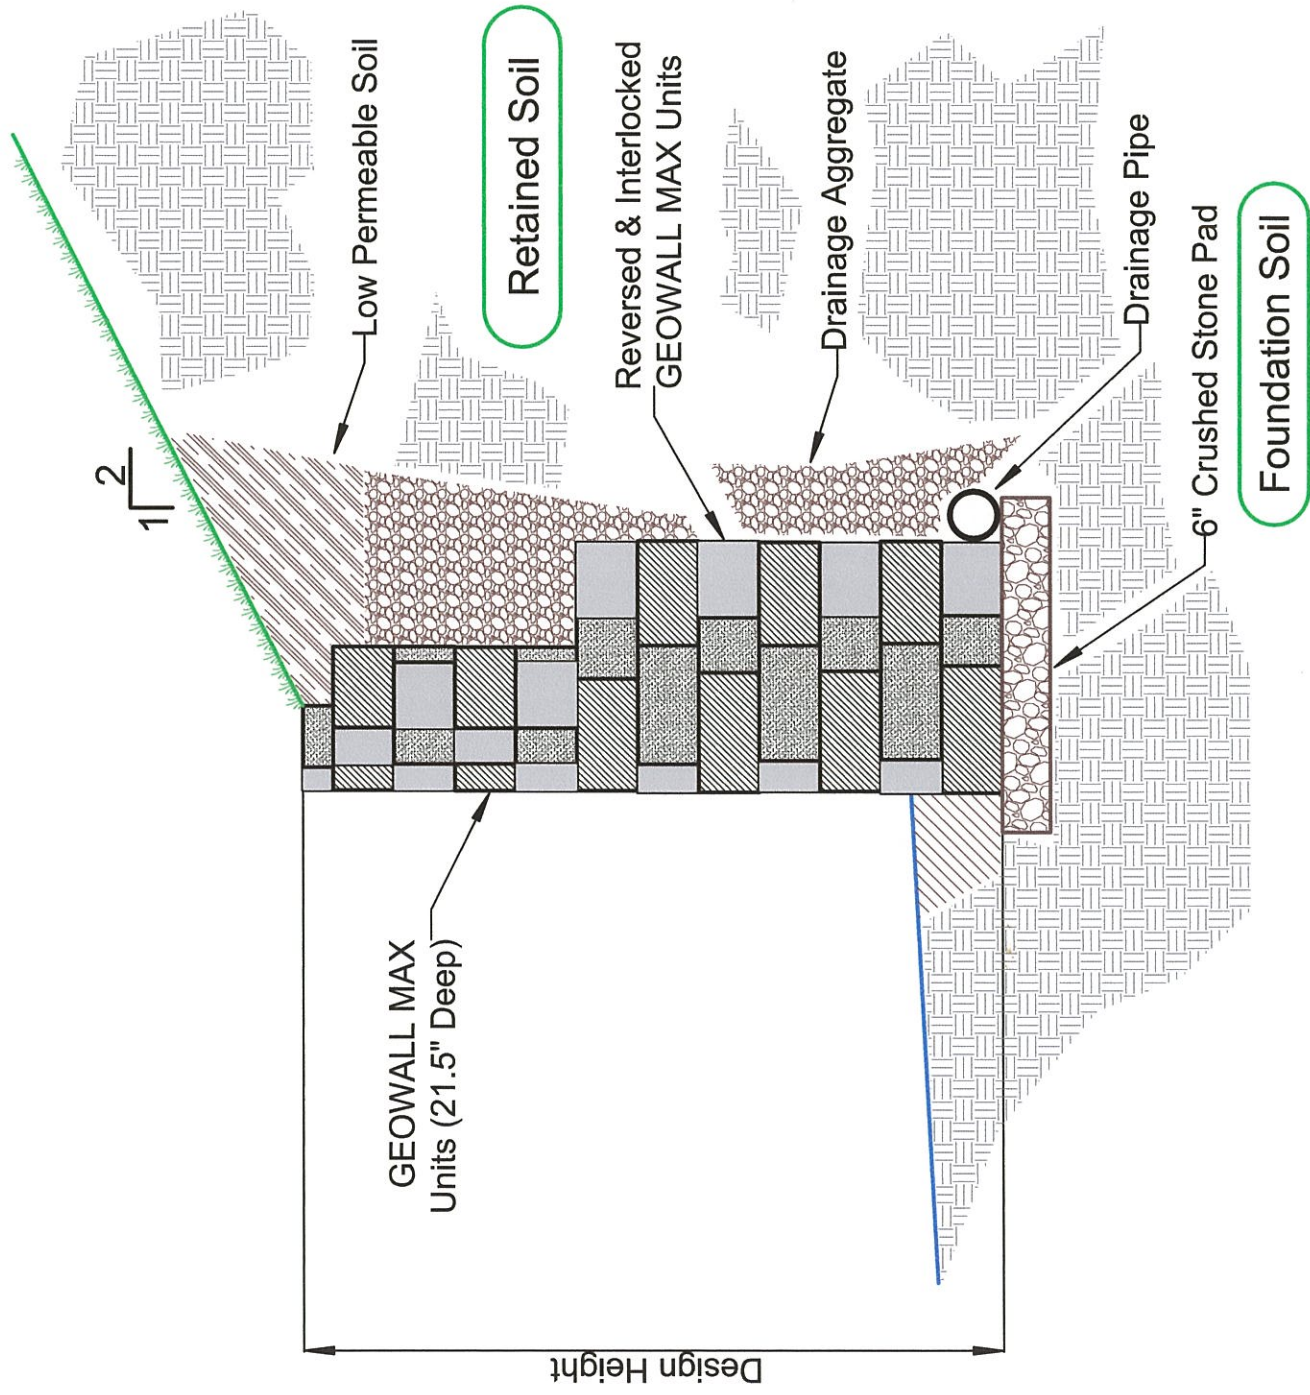 1
2
Low Permeable Soil
Retained Soil
Reversed & Interlocked
GEOWALL MAX Units
GEOWALL MAX
Units (21.5" Deep)
Drainage Aggregate
Drainage Pipe
6" Crushed Stone Pad
Foundation Soil
Design Height